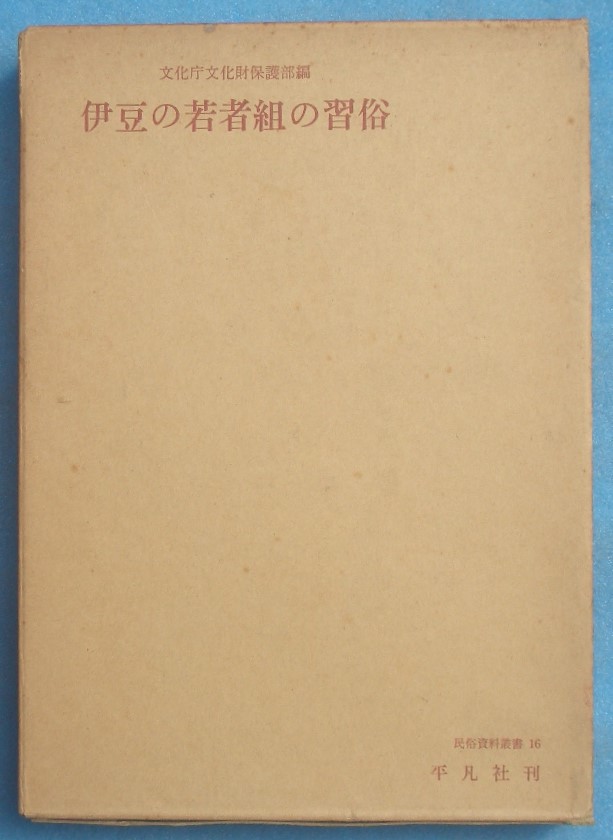 文化庁文化財保護部編
伊豆の若者組の習俗
民俗資料叢書 16
平凡社刊